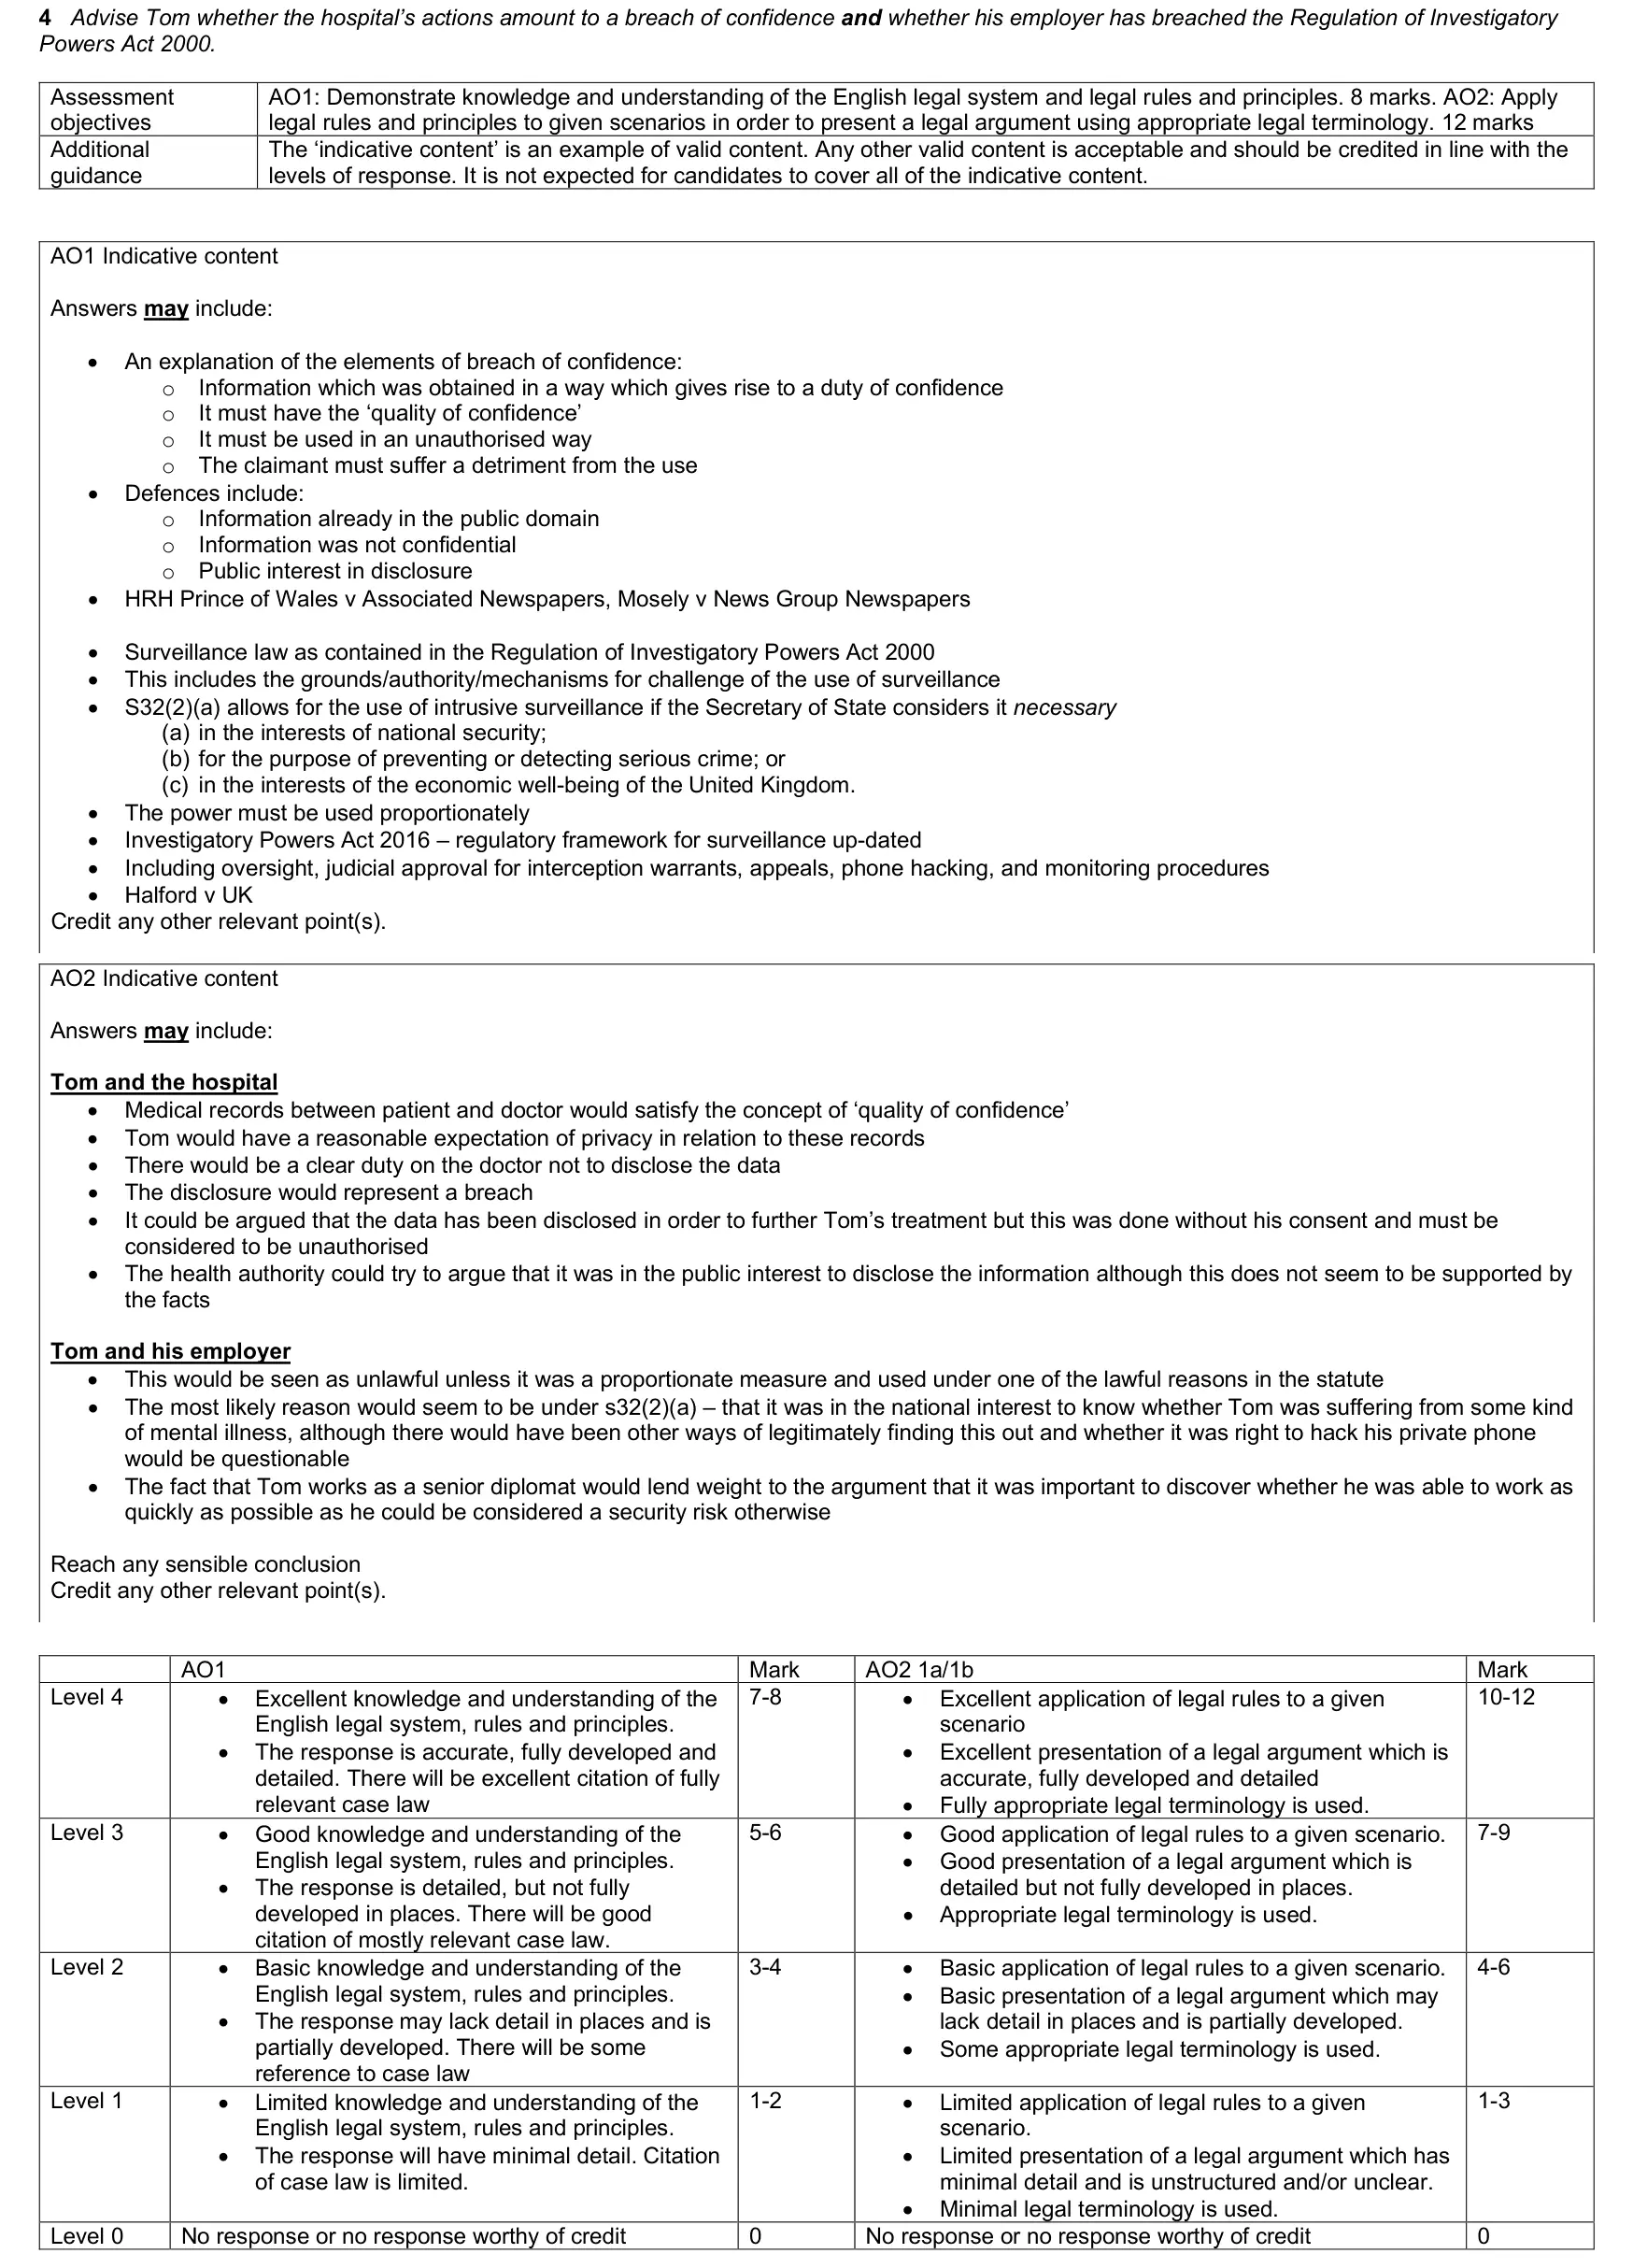 4 Advise Tom whether the hospital's actions amount to a breach of confidence and whether his employer has breached the Regulation of Investigatory
Powers Act 2000.
Assessment
objectives
AO1: Demonstrate knowledge and understanding of the English legal system and legal rules and principles. 8 marks. AO2: Apply
legal rules and principles to given scenarios in order to present a legal argument using appropriate legal terminology. 12 marks
Additional
guidance
The 'indicative content' is an example of valid content. Any other valid content is acceptable and should be credited in line with the
levels of response. It is not expected for candidates to cover all of the indicative content.
AO1 Indicative content
Answers may include:
• An explanation of the elements of breach of confidence:
o Information which was obtained in a way which gives rise to a duty of confidence
o It must have the 'quality of confidence'
o It must be used in an unauthorised way
o The claimant must suffer a detriment from the use
• Defences include:
o Information already in the public domain
o Information was not confidential
o Public interest in disclosure
• HRH Prince of Wales v Associated Newspapers, Mosely v News Group Newspapers
• Surveillance law as contained in the Regulation of Investigatory Powers Act 2000
• This includes the grounds/authority/mechanisms for challenge of the use of surveillance
• S32(2)(a) allows for the use of intrusive surveillance if the Secretary of State considers it necessary
(a) in the interests of national security;
(b) for the purpose of preventing or detecting serious crime; or
(c) in the interests of the economic well-being of the United Kingdom.
• The power must be used proportionately
• Investigatory Powers Act 2016 – regulatory framework for surveillance up-dated
• Including oversight, judicial approval for interception warrants, appeals, phone hacking, and monitoring procedures
• Halford v UK
Credit any other relevant point(s).
AO2 Indicative content
Answers may include:
Tom and the hospital
• Medical records between patient and doctor would satisfy the concept of 'quality of confidence'
• Tom would have a reasonable expectation of privacy in relation to these records
• There would be a clear duty on the doctor not to disclose the data
• The disclosure would represent a breach
• It could be argued that the data has been disclosed in order to further Tom's treatment but this was done without his consent and must be
considered to be unauthorised
• The health authority could try to argue that it was in the public interest to disclose the information although this does not seem to be supported by
the facts
Tom and his employer
• This would be seen as unlawful unless it was a proportionate measure and used under one of the lawful reasons in the statute
• The most likely reason would seem to be under s32(2)(a) – that it was in the national interest to know whether Tom was suffering from some kind
of mental illness, although there would have been other ways of legitimately finding this out and whether it was right to hack his private phone
would be questionable
• The fact that Tom works as a senior diplomat would lend weight to the argument that it was important to discover whether he was able to work as
quickly as possible as he could be considered a security risk otherwise
Reach any sensible conclusion
Credit any other relevant point(s).
AO1 Mark AO2 1a/1b Mark
Level 4
• Excellent knowledge and understanding of the
English legal system, rules and principles.
• The response is accurate, fully developed and
detailed. There will be excellent citation of fully
relevant case law
7-8
• Excellent application of legal rules to a given
scenario
• Excellent presentation of a legal argument which is
accurate, fully developed and detailed
• Fully appropriate legal terminology is used.
10-12
Level 3
• Good knowledge and understanding of the
English legal system, rules and principles.
• The response is detailed, but not fully
developed in places. There will be good
citation of mostly relevant case law.
5-6
• Good application of legal rules to a given scenario.
• Good presentation of a legal argument which is
detailed but not fully developed in places.
• Appropriate legal terminology is used.
7-9
Level 2
• Basic knowledge and understanding of the
English legal system, rules and principles.
• The response may lack detail in places and is
partially developed. There will be some
reference to case law
3-4
• Basic application of legal rules to a given scenario.
• Basic presentation of a legal argument which may
lack detail in places and is partially developed.
• Some appropriate legal terminology is used.
4-6
Level 1
• Limited knowledge and understanding of the
English legal system, rules and principles.
• The response will have minimal detail. Citation
of case law is limited.
1-2
• Limited application of legal rules to a given
scenario.
• Limited presentation of a legal argument which has
minimal detail and is unstructured and/or unclear.
• Minimal legal terminology is used.
1-3
Level 0
No response or no response worthy of credit
0
No response or no response worthy of credit
0